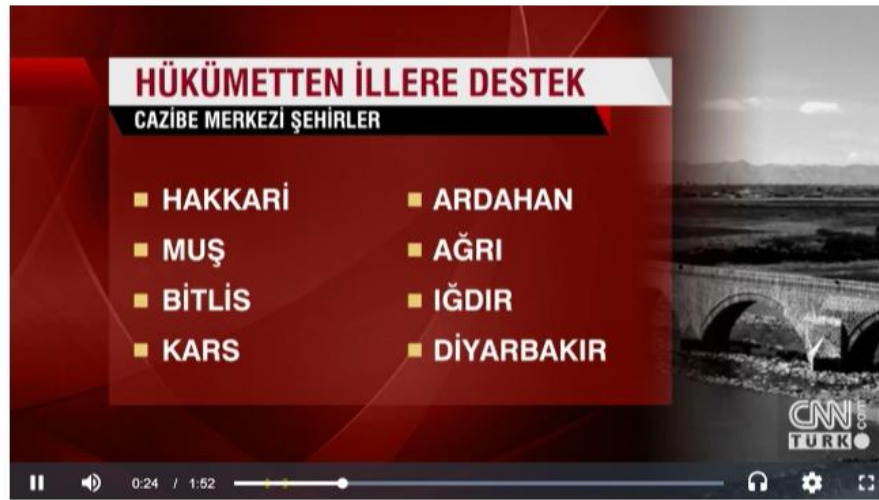 HÜKÜMETTEN İLLERE DESTEK
CAZİBE MERKEZİ ŞEHİRLER
HAKKARİ
MUŞ
BİTLİS
KARS
ARDAHAN
AĞRI
IĞDIR
DİYARBAKIR
CNN
TÜRK
.com
0:24 / 1:52